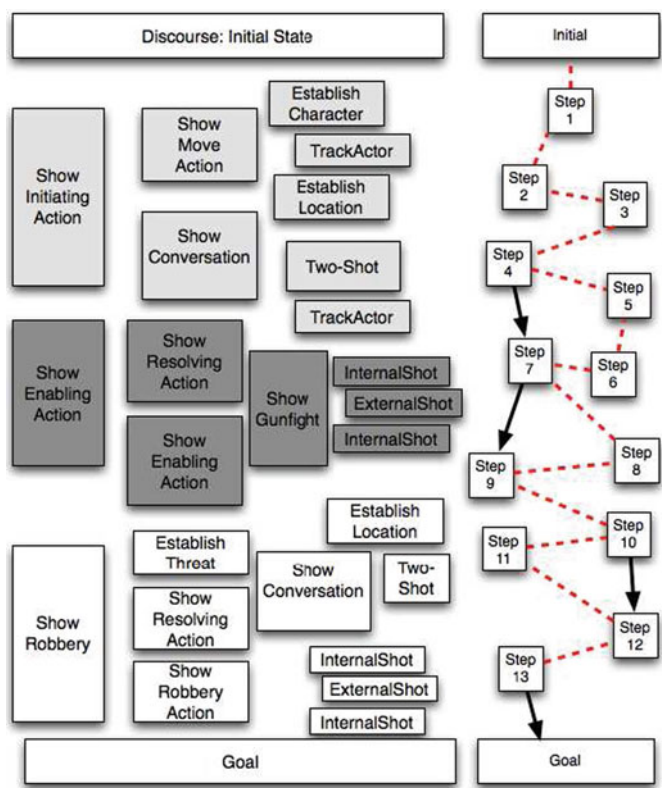 Discourse: Initial State
Initial
Establish
Character
Show
Move
Action
TrackActor
Show
Initiating
Action
Establish
Location
Show
Conversation
Two-Shot
TrackActor
Show
Enabling
Action
Show
Resolving
Action
Show
Gunfight
InternalShot
ExternalShot
InternalShot
Show
Enabling
Action
Establish
Location
Establish
Threat
Show
Conversation
Two-
Shot
Show
Robbery
Show
Resolving
Action
Show
Robbery
Action
InternalShot
ExternalShot
InternalShot
Goal
Step
1
Step
2
Step
3
Step
4
Step
5
Step
7
Step
6
Step
8
Step
9
Step
10
Step
11
Step
12
Step
13
Goal